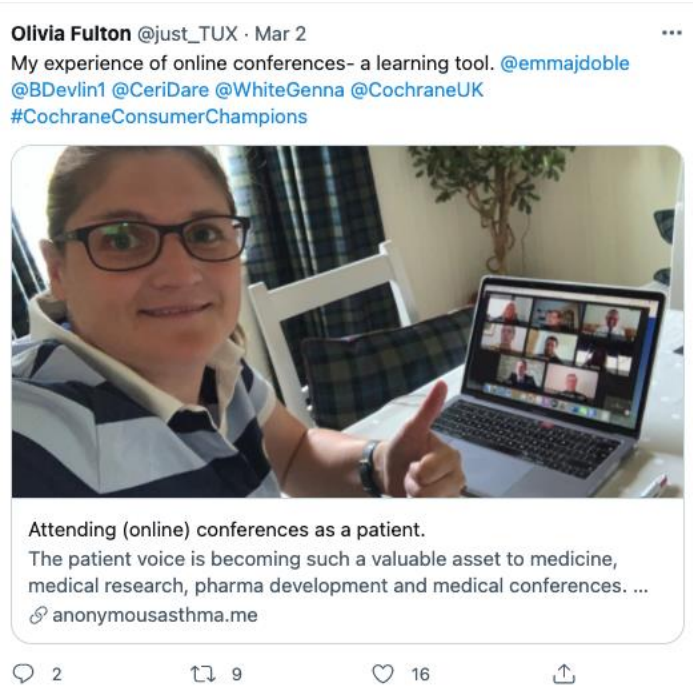 Olivia Fulton @just_TUX · Mar 2
My experience of online conferences- a learning tool. @emmajdoble
@BDevlin1 @CeriDare @WhiteGenna @CochraneUK
#CochraneConsumerChampions
Attending (online) conferences as a patient.
The patient voice is becoming such a valuable asset to medicine,
medical research, pharma development and medical conferences. ...
anonymousasthma.me
2 9 16